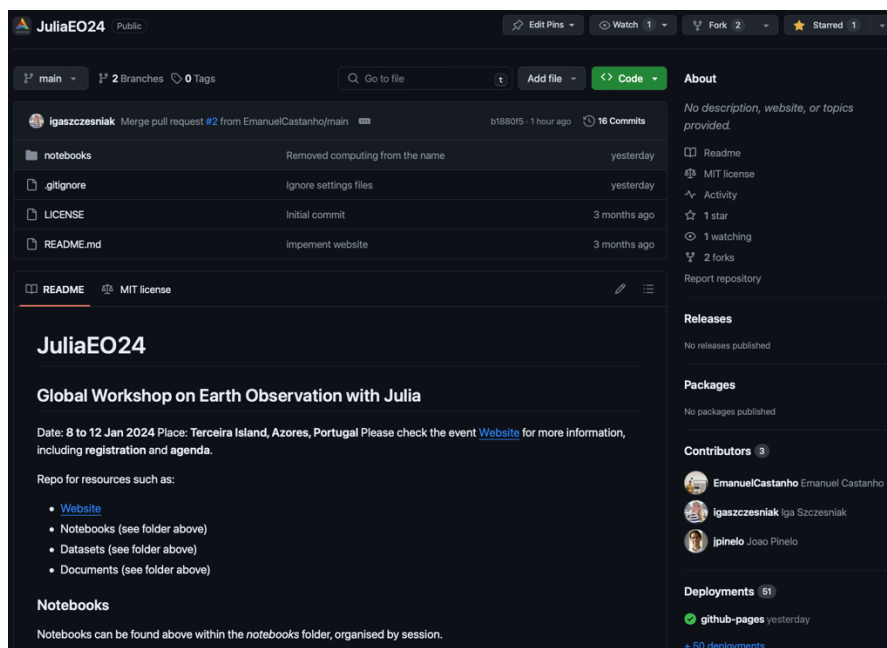 JuliaEO24 Public
Edit Pins Watch 1 Fork 2 Starred 1
main 2 Branches 0 Tags
Go to file t Add file Code
igaszczesniak Merge pull request #2 from EmanuelCastanho/main b1880f5 · 1 hour ago 16 Commits
notebooks Removed computing from the name yesterday
.gitignore Ignore settings files yesterday
LICENSE Initial commit 3 months ago
README.md impement website 3 months ago
README MIT license
JuliaEO24
Global Workshop on Earth Observation with Julia
Date: 8 to 12 Jan 2024 Place: Terceira Island, Azores, Portugal Please check the event Website for more information,
including registration and agenda.
Repo for resources such as:
• Website
• Notebooks (see folder above)
• Datasets (see folder above)
• Documents (see folder above)
Notebooks
Notebooks can be found above within the notebooks folder, organised by session.
About
No description, website, or topics
provided.
Readme
MIT license
Activity
1 star
1 watching
2 forks
Report repository
Releases
No releases published
Packages
No packages published
Contributors 3
EmanuelCastanho Emanuel Castanho
igaszczesniak Iga Szczesniak
jpinelo Joao Pinelo
Deployments 51
github-pages yesterday
+ 50 deployments